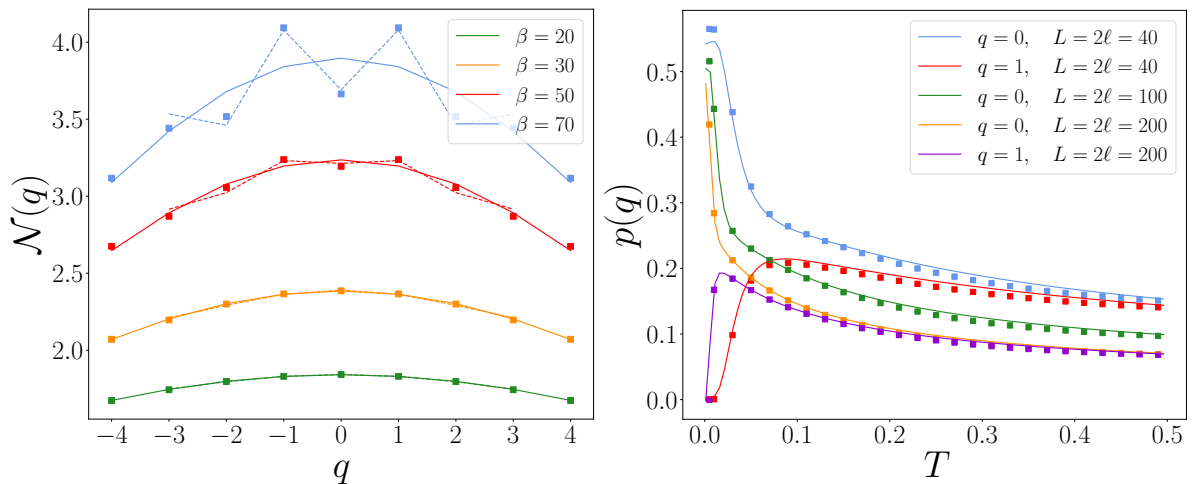 4.0
3.5
3.0
2.5
2.0
𝒩(q)
−4 −3 −2 −1 0 1 2 3 4
q
β = 20
β = 30
β = 50
β = 70
0.5
0.4
0.3
0.2
0.1
0.0
p(q)
0.0 0.1 0.2 0.3 0.4 0.5
T
q = 0, L = 2ℓ = 40
q = 1, L = 2ℓ = 40
q = 0, L = 2ℓ = 100
q = 0, L = 2ℓ = 200
q = 1, L = 2ℓ = 200